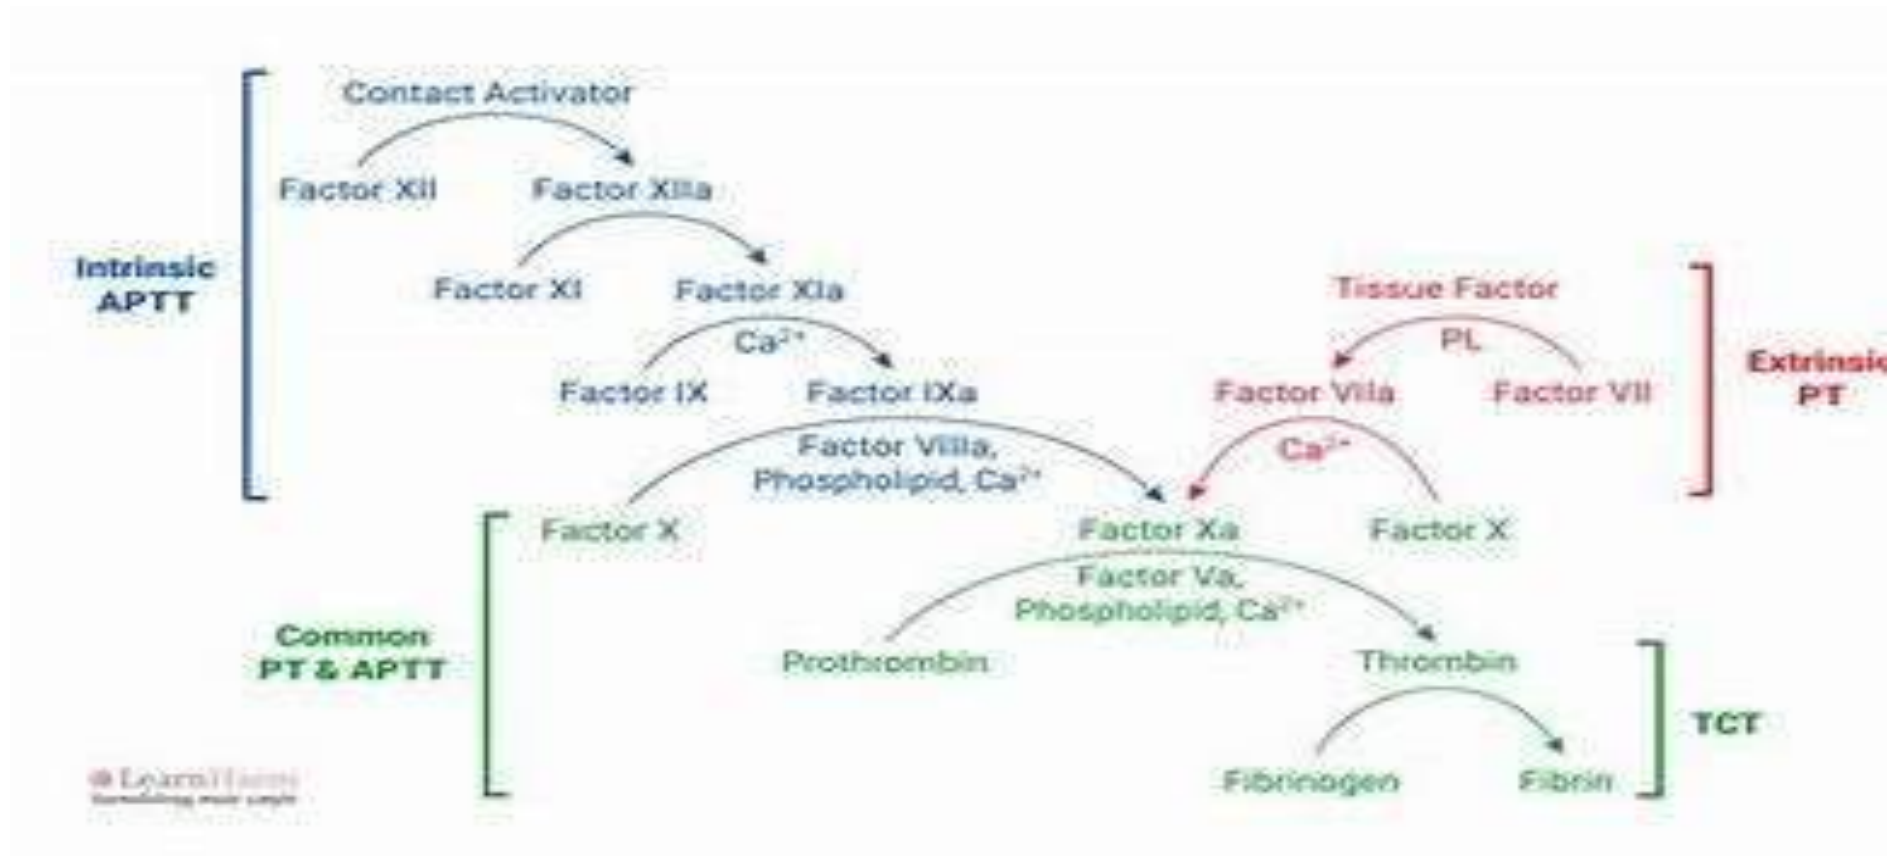 Contact Activator
Factor XII
Factor XIIa
Intrinsic
APTT
Factor XI
Factor XIa
Tissue Factor
Ca²⁺
PL
Extrinsic
PT
Factor IX
Factor IXa
Factor VIIa
Factor VII
Factor VIIIa,
Phospholipid, Ca²⁺
Ca²⁺
Factor X
Factor Xa
Factor X
Factor Va,
Phospholipid, Ca²⁺
Common
PT & APTT
Prothrombin
Thrombin
TCT
Fibrinogen
Fibrin